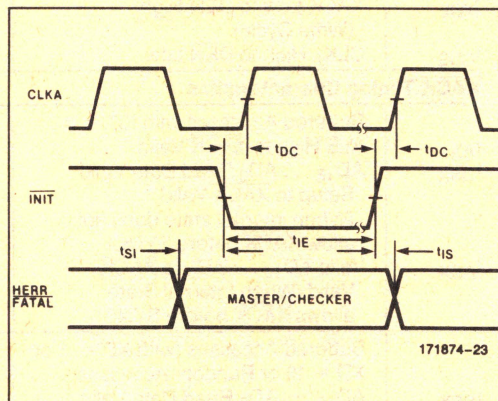 CLKA
tDC tDC
INIT
tIE
tSI tIS
HERR
FATAL
MASTER/CHECKER
171874-23